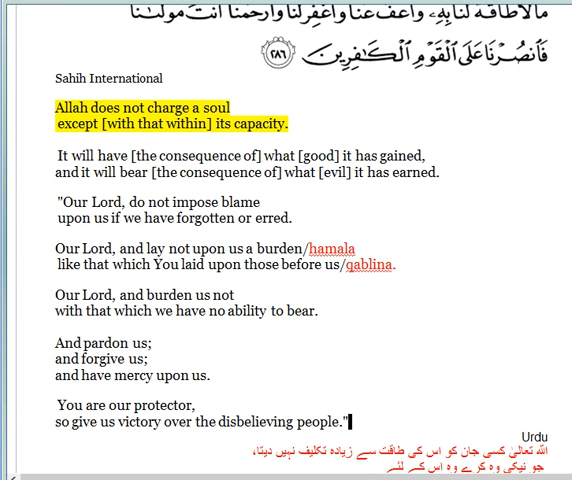 مَا لَا طَاقَةَ لَنَا بِهِۦ وَاعْفُ عَنَّا وَاغْفِرْ لَنَا وَارْحَمْنَا أَنتَ مَوْلَىٰنَا
فَانصُرْنَا عَلَى الْقَوْمِ الْكَٰفِرِينَ ٢٨٦
Sahih International
Allah does not charge a soul
except [with that within] its capacity.
It will have [the consequence of] what [good] it has gained,
and it will bear [the consequence of] what [evil] it has earned.
"Our Lord, do not impose blame
upon us if we have forgotten or erred.
Our Lord, and lay not upon us a burden/hamala
like that which You laid upon those before us/qablina.
Our Lord, and burden us not
with that which we have no ability to bear.
And pardon us;
and forgive us;
and have mercy upon us.
You are our protector,
so give us victory over the disbelieving people."
Urdu
اللہ تعالیٰ کسی جان کو اس کی طاقت سے زیادہ تکلیف نہیں دیتا،
جو نیکی وہ کرے وہ اس کے لئے